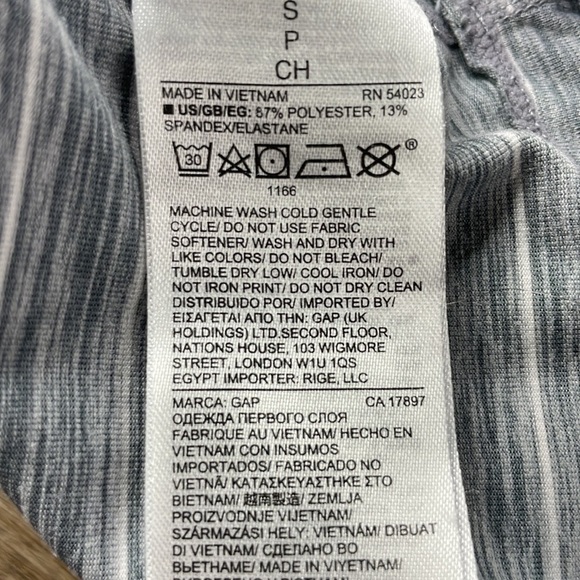 S
P
CH
MADE IN VIETNAM RN 54023
US/GB/EG: 87% POLYESTER, 13%
SPANDEX/ELASTANE
30 ®
1166
MACHINE WASH COLD GENTLE
CYCLE/ DO NOT USE FABRIC
SOFTENER/ WASH AND DRY WITH
LIKE COLORS/ DO NOT BLEACH/
TUMBLE DRY LOW/ COOL IRON/ DO
NOT IRON PRINT/ DO NOT DRY CLEAN
DISTRIBUIDO POR/ IMPORTED BY/
ΕΙΣΑΓΕΤΑΙ ΑΠΟ ΤΗΝ: GAP (UK
HOLDINGS) LTD.SECOND FLOOR,
NATIONS HOUSE, 103 WIGMORE
STREET, LONDON W1U 1QS
EGYPT IMPORTER: RIGE, LLC
MARCA: GAP CA 17897
ОДЕЖДА ПЕРВОГО СЛОЯ
FABRIQUE AU VIETNAM/ HECHO EN
VIETNAM CON INSUMOS
IMPORTADOS/ FABRICADO NO
VIETNÃ/ ΚΑΤΑΣΚΕΥΑΣΤΗΚΕ ΣΤΟ
ΒΙΕΤΝΑΜ/ 越南製造/ ZEMLJA
PROIZVODNJE VIJETNAM/
SZÁRMAZÁSI HELY: VIETNÁM/ DIBUAT
DI VIETNAM/ СДЕЛАНО ВО
ВЬЕТНАМЕ/ MADE IN VIYETNAM/